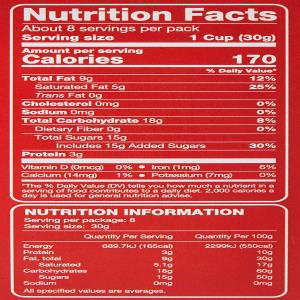 Nutrition Facts
About 8 servings per pack
Serving size 1 Cup (30g)
Amount per serving
Calories 170
% Daily Value*
Total Fat 9g 12%
Saturated Fat 5g 25%
Trans Fat 0g
Cholesterol 0mg 0%
Sodium 0mg 0%
Total Carbohydrate 18g 8%
Dietary Fiber 0g 0%
Total Sugars 15g
Includes 15g Added Sugars 30%
Protein 3g
Vitamin D (0mcg) 0% • Iron (1mg) 6%
Calcium (14mg) 1% • Potassium (7mg) 0%
*The % Daily Value (DV) tells you how much a nutrient in a
serving of food contributes to a daily diet. 2,000 calories a
day is used for general nutrition advise.
NUTRITION INFORMATION
Serving per package: 8
Serving size: 30g
Quantity Per Serving Quantity Per 100g
Energy 689.7kJ (165cal) 2299kJ (550cal)
Protein 3g 10g
Fat, total 9g 30g
Saturated 5.1g 17g
Carbohydrates 18g 60g
Sugars 15g 50g
Sodium 0mg 0mg
All specified values are averages.